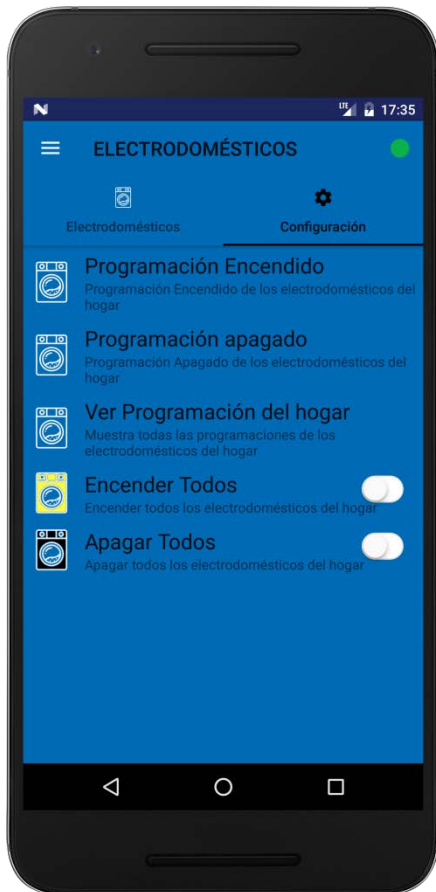 LTE 17:35
ELECTRODOMÉSTICOS
Electrodomésticos Configuración
Programación Encendido
Programación Encendido de los electrodomésticos del
hogar
Programación apagado
Programación Apagado de los electrodomésticos del
hogar
Ver Programación del hogar
Muestra todas las programaciones de los
electrodomésticos del hogar
Encender Todos
Encender todos los electrodomésticos del hogar
Apagar Todos
Apagar todos los electrodomésticos del hogar